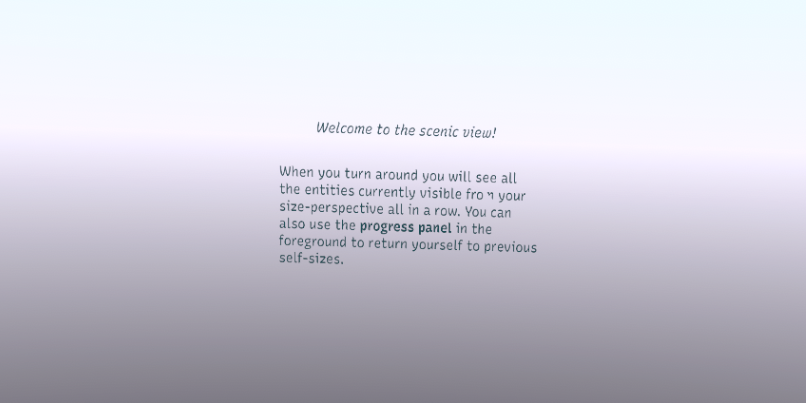 Welcome to the scenic view!
When you turn around you will see all
the entities currently visible from your
size-perspective all in a row. You can
also use the progress panel in the
foreground to return yourself to previous
self-sizes.